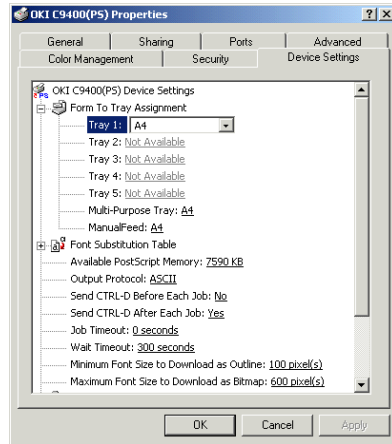 OKI C9400(PS) Properties
General Sharing Ports Advanced
Color Management Security Device Settings
OKI C9400(PS) Device Settings
Form To Tray Assignment
Tray 1: A4
Tray 2: Not Available
Tray 3: Not Available
Tray 4: Not Available
Tray 5: Not Available
Multi-Purpose Tray: A4
ManualFeed: A4
Font Substitution Table
Available PostScript Memory: 7590 KB
Output Protocol: ASCII
Send CTRL-D Before Each Job: No
Send CTRL-D After Each Job: Yes
Job Timeout: 0 seconds
Wait Timeout: 300 seconds
Minimum Font Size to Download as Outline: 100 pixel(s)
Maximum Font Size to Download as Bitmap: 600 pixel(s)
OK Cancel Apply